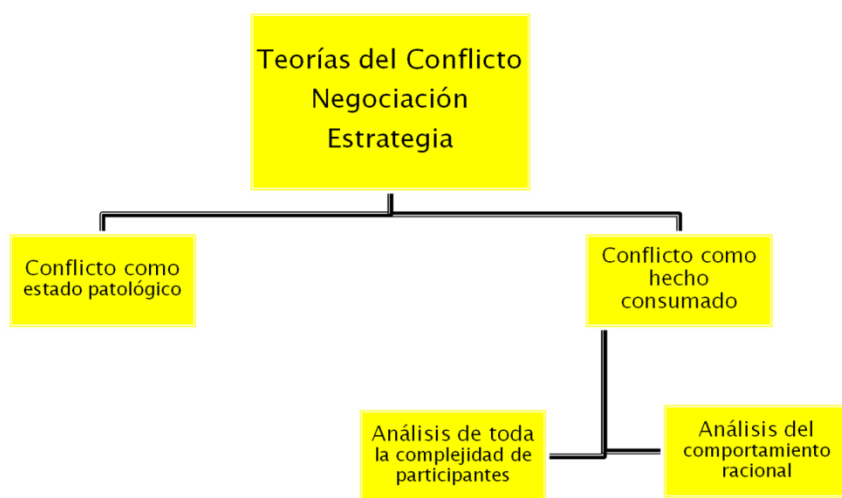 Teorías del Conflicto
Negociación
Estrategia
Conflicto como
estado patológico
Conflicto como
hecho
consumado
Análisis de toda
la complejidad de
participantes
Análisis del
comportamiento
racional